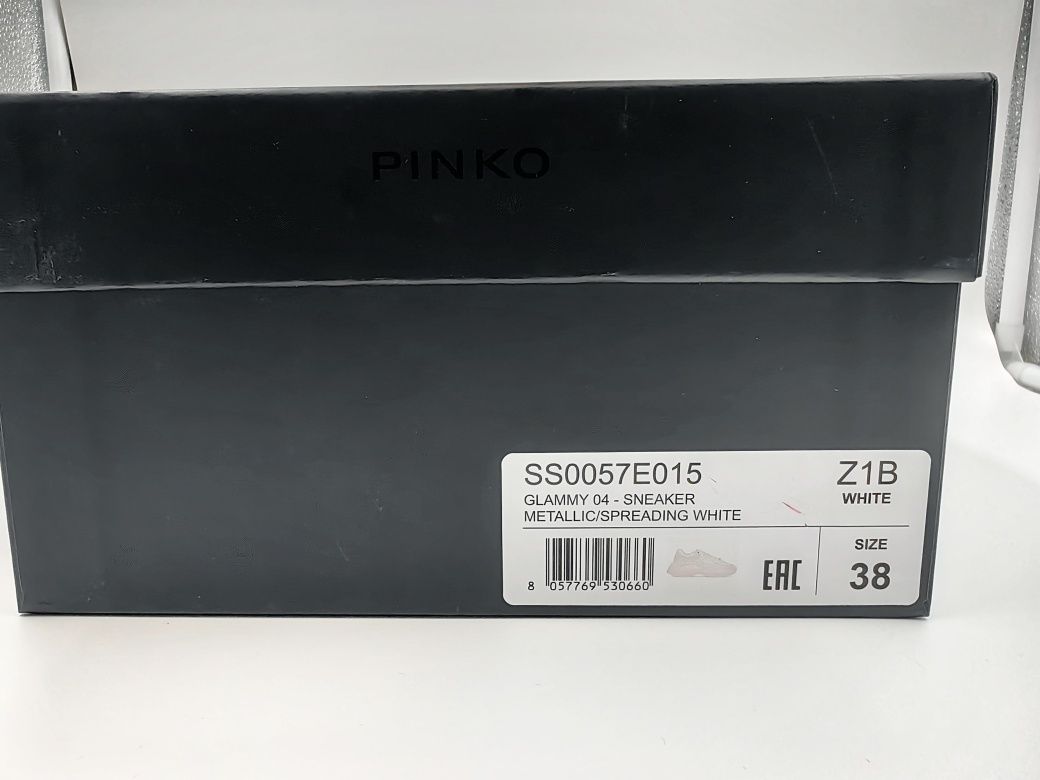 PINKO
SS0057E015
Z1B
GLAMMY 04 - SNEAKER
WHITE
METALLIC/SPREADING WHITE
SIZE
38
EAC
8 057769 530660